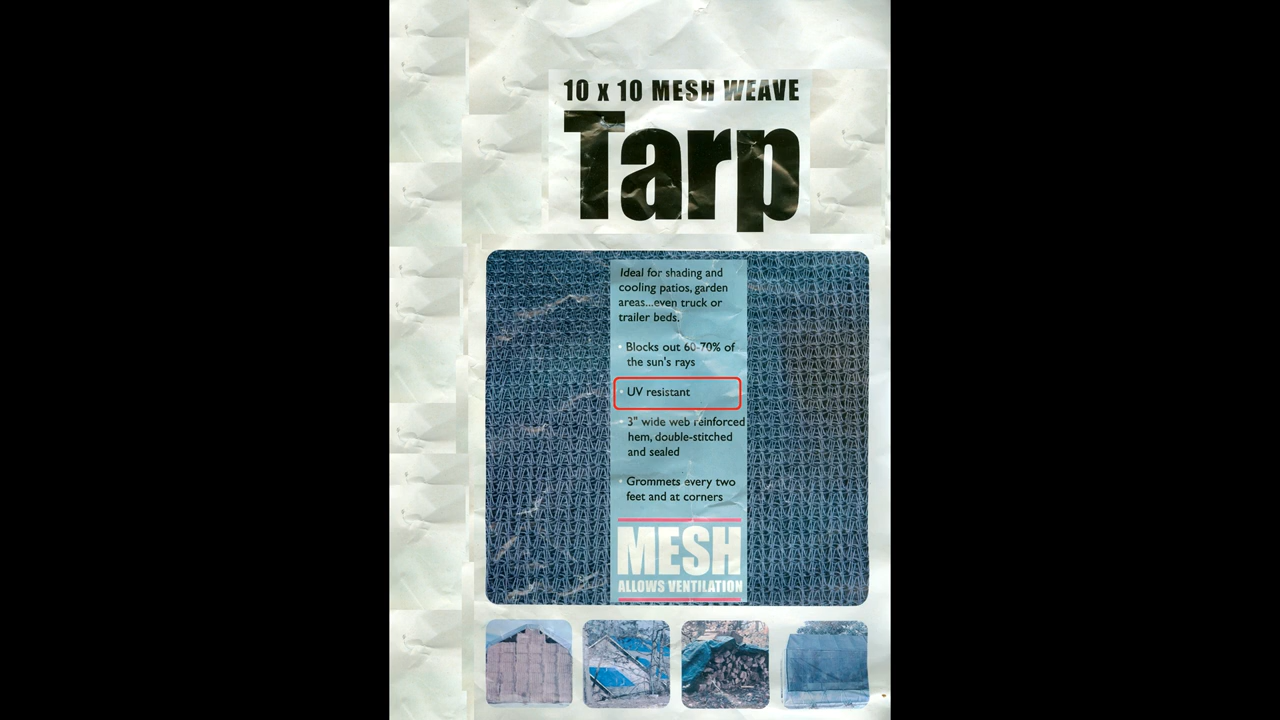 10 x 10 MESH WEAVE
Tarp
Ideal for shading and
cooling patios, garden
areas...even truck or
trailer beds.
• Blocks out 60-70% of
the sun's rays
• UV resistant
• 3" wide web reinforced
hem, double-stitched
and sealed
• Grommets every two
feet and at corners
MESH
ALLOWS VENTILATION